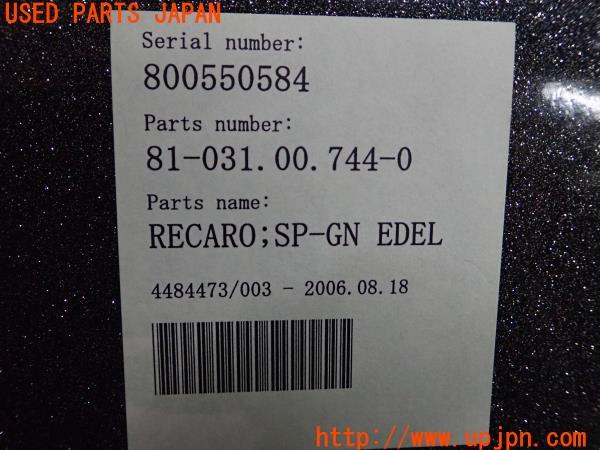 USED PARTS JAPAN
Serial number:
800550584
Parts number:
81-031.00.744-0
Parts name:
RECARO;SP-GN EDEL
4484473/003 - 2006.08.18
http://www.upjpn.com/